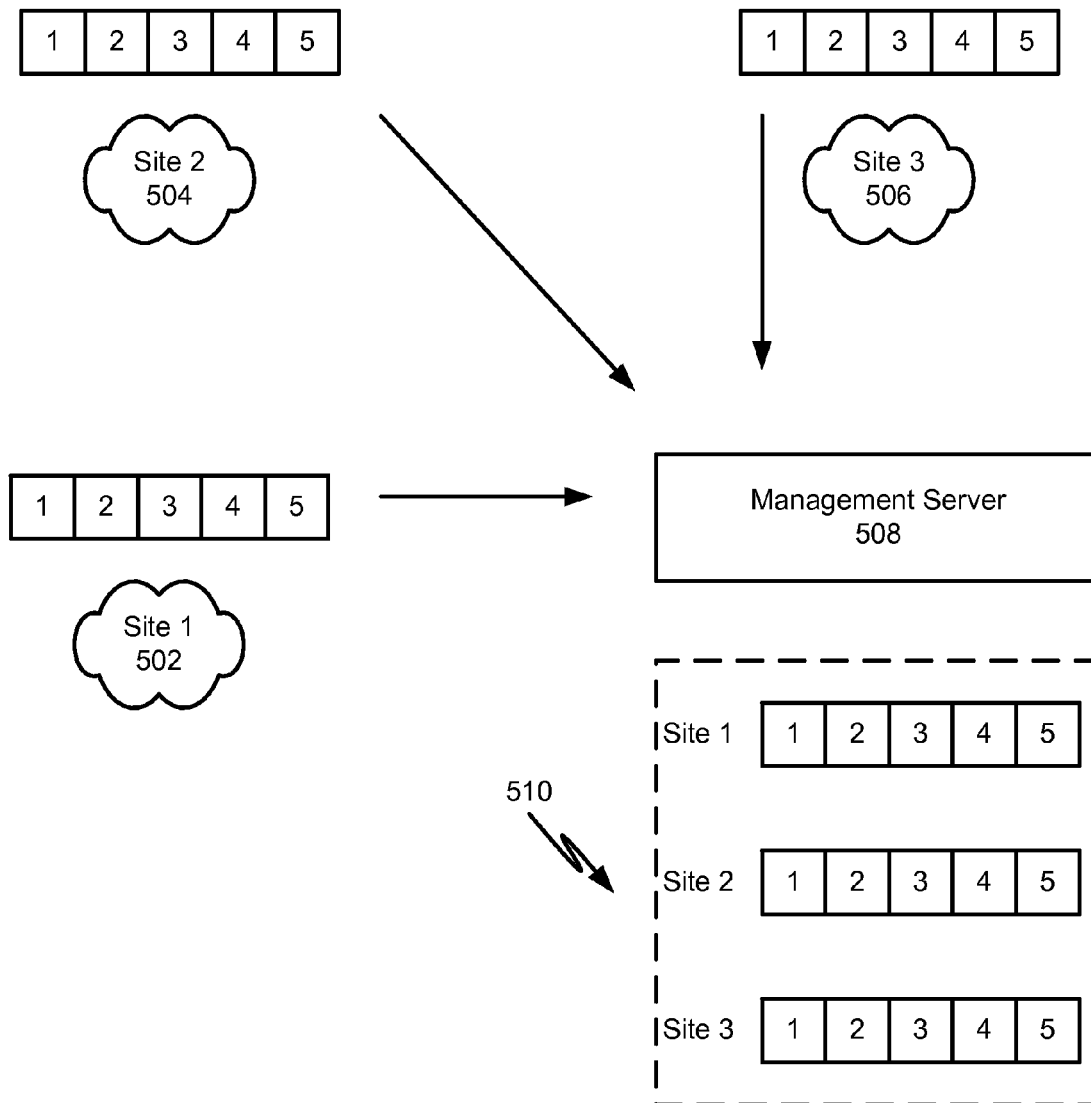 1 2 3 4 5
1 2 3 4 5
Site 2
504
Site 3
506
1 2 3 4 5
Management Server
508
Site 1
502
Site 1 1 2 3 4 5
510
Site 2 1 2 3 4 5
Site 3 1 2 3 4 5